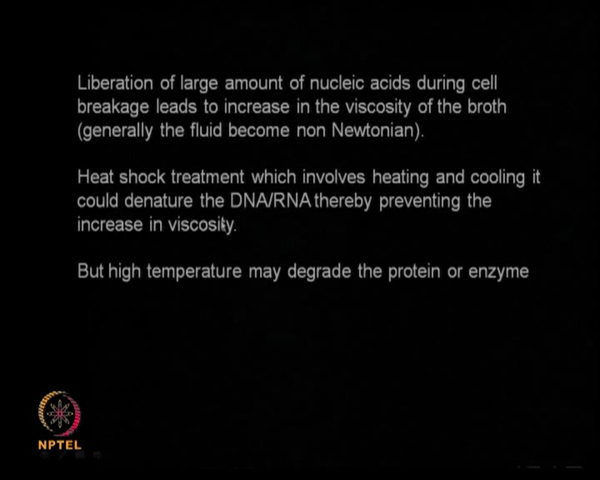 Liberation of large amount of nucleic acids during cell
breakage leads to increase in the viscosity of the broth
(generally the fluid become non Newtonian).
Heat shock treatment which involves heating and cooling it
could denature the DNA/RNA thereby preventing the
increase in viscosity.
But high temperature may degrade the protein or enzyme
NPTEL